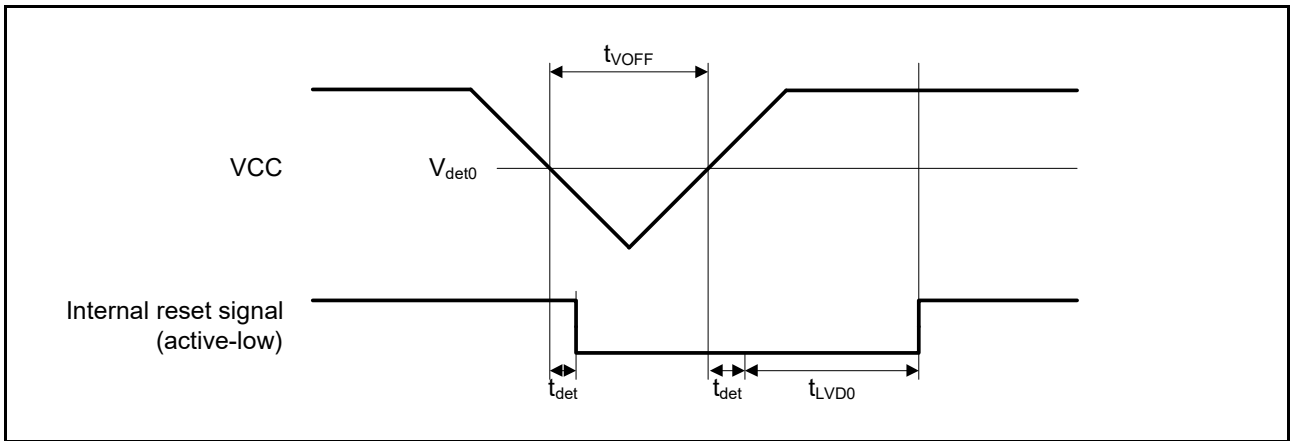 tVOFF
VCC
Vdet0
Internal reset signal
(active-low)
tdet
tdet
tLVD0